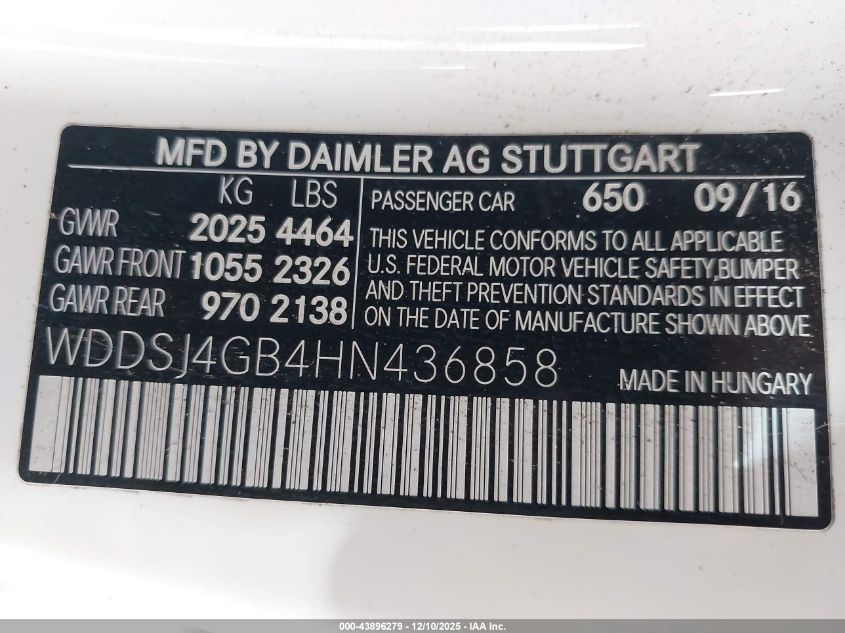 MFD BY DAIMLER AG STUTTGART
KG LBS
GVWR 2025 4464
GAWR FRONT 1055 2326
GAWR REAR 970 2138
PASSENGER CAR 650 09/16
THIS VEHICLE CONFORMS TO ALL APPLICABLE
U.S. FEDERAL MOTOR VEHICLE SAFETY,BUMPER
AND THEFT PREVENTION STANDARDS IN EFFECT
ON THE DATE OF MANUFACTURE SHOWN ABOVE
WDDSJ4GB4HN436858
MADE IN HUNGARY
000-43896279 - 12/10/2025 - IAA Inc.